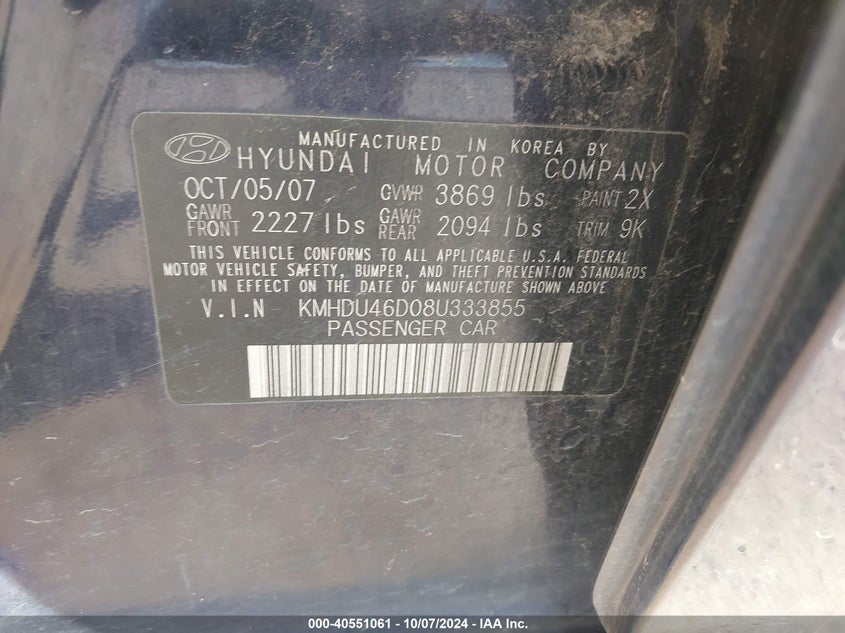 MANUFACTURED IN KOREA BY
HYUNDAI MOTOR COMPANY
OCT/05/07 GVWR 3869 lbs PAINT 2X
GAWR FRONT 2227 lbs GAWR REAR 2094 lbs TRIM 9K
THIS VEHICLE CONFORMS TO ALL APPLICABLE U.S.A. FEDERAL
MOTOR VEHICLE SAFETY, BUMPER, AND THEFT PREVENTION STANDARDS
IN EFFECT ON THE DATE OF MANUFACTURE SHOWN ABOVE
V.I.N KMHDU46D08U333855
PASSENGER CAR
000-40551061 - 10/07/2024 - IAA Inc.